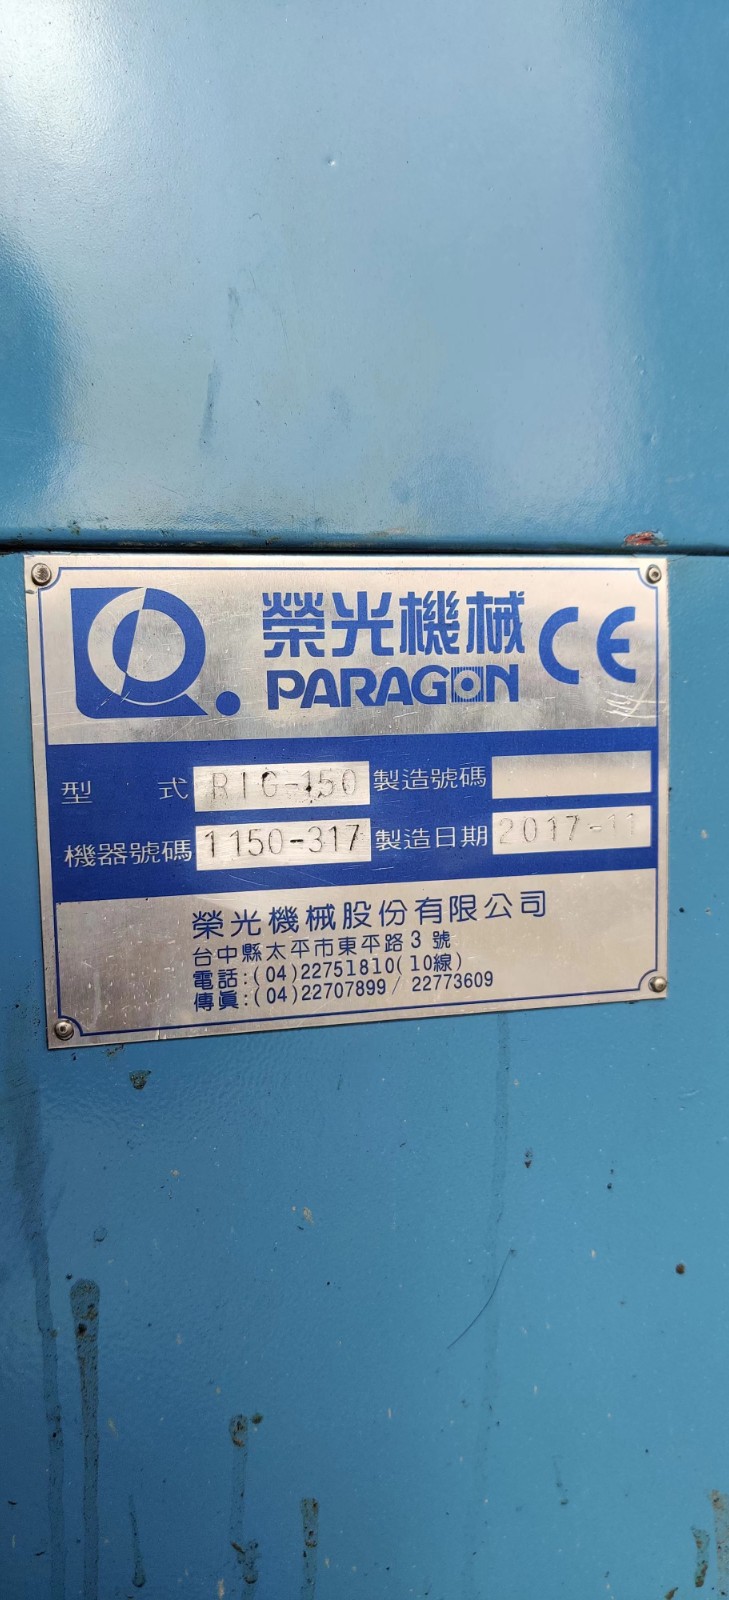 榮光機械 CE
PARAGON
型 式 RIG-150 製造號碼
機器號碼 1150-317 製造日期 2017-11
榮光機械股份有限公司
台中縣太平市東平路 3 號
電話:(04)22751810(10線)
傳眞:(04)22707899 / 22773609